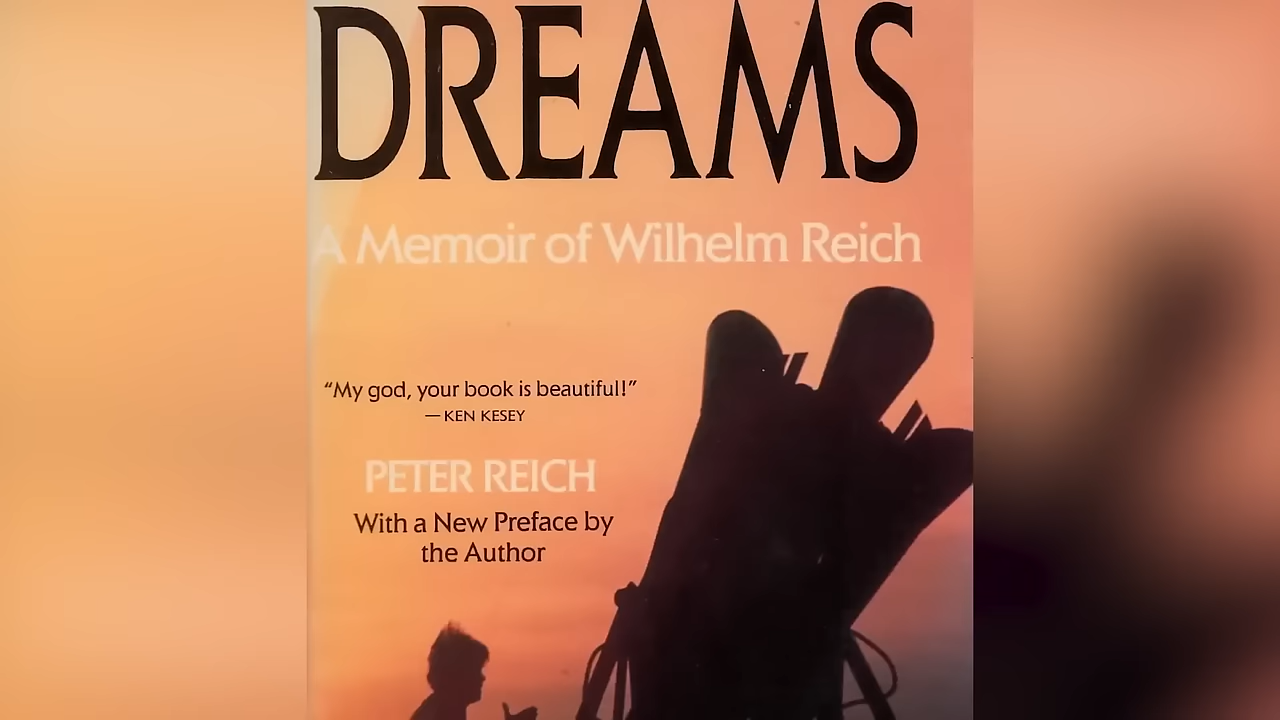 DREAMS
A Memoir of Wilhelm Reich
“My god, your book is beautiful!”
— KEN KESEY
PETER REICH
With a New Preface by
the Author